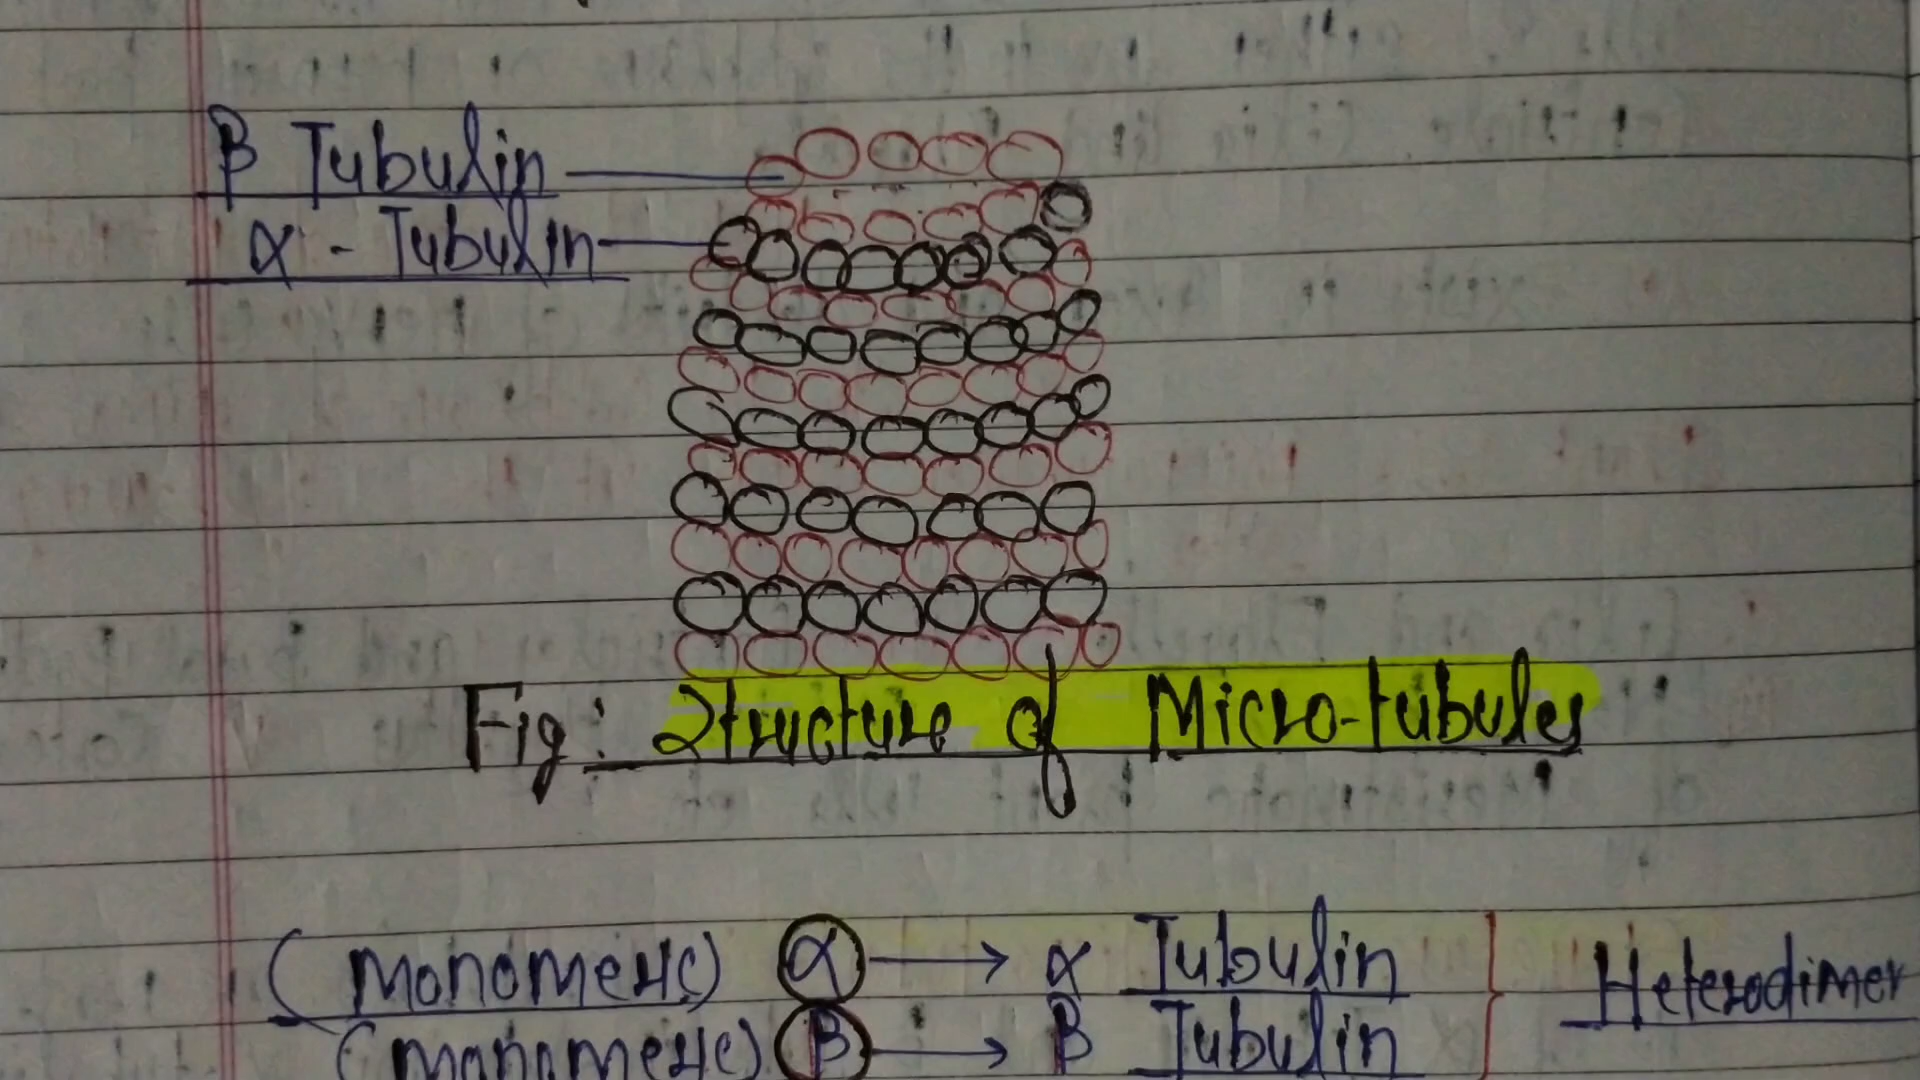 β Tubulin
α - Tubulin
Fig: Structure of Micro-tubules
(Monomeric) α → α Tubulin
Heterodimer
(Monomeric) β → β Tubulin